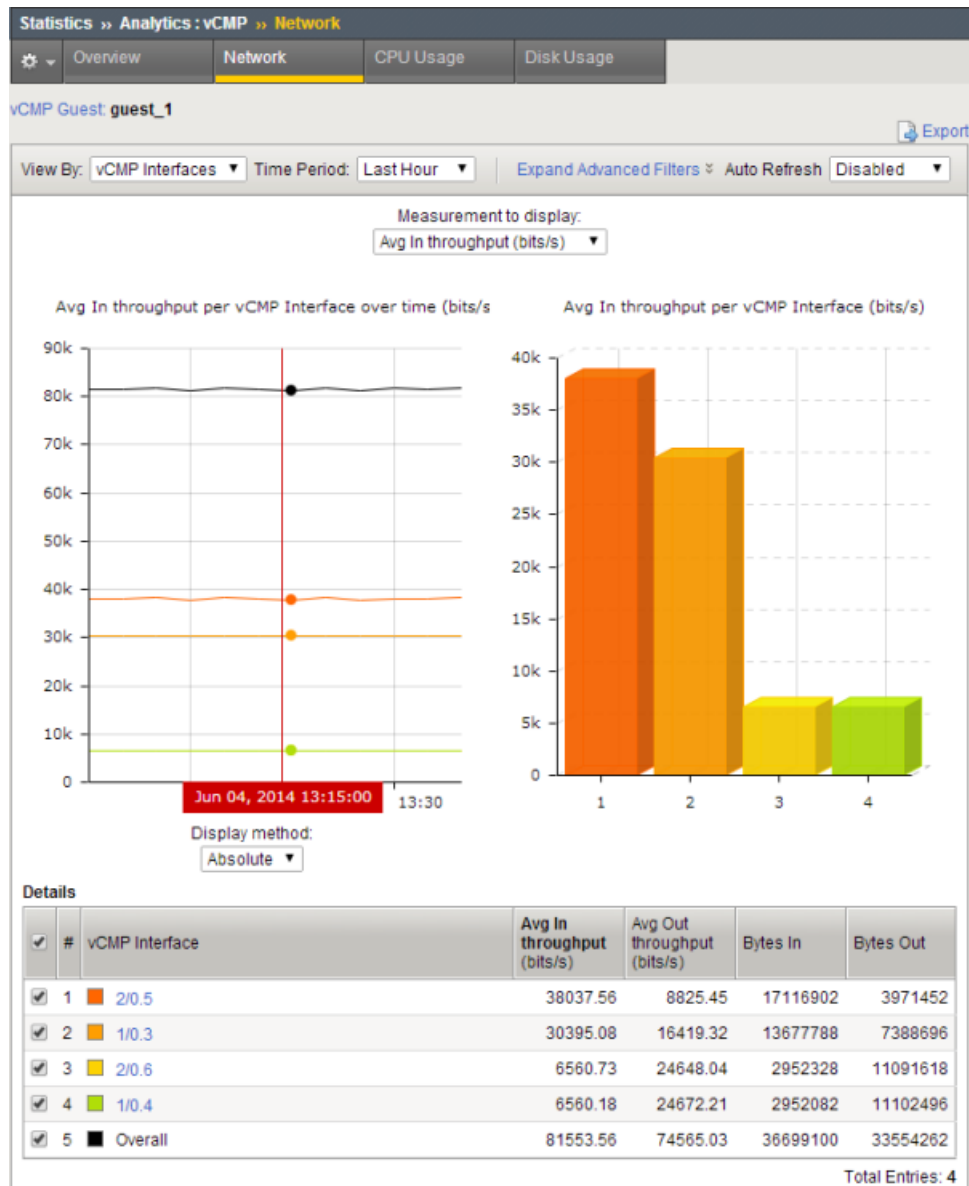 Statistics » Analytics : vCMP » Network
Overview Network CPU Usage Disk Usage
vCMP Guest: guest_1
Export
View By: vCMP Interfaces Time Period: Last Hour Expand Advanced Filters Auto Refresh Disabled
Measurement to display:
Avg In throughput (bits/s)
Avg In throughput per vCMP Interface over time (bits/s
90k
80k
70k
60k
50k
40k
30k
20k
10k
0
Jun 04, 2014 13:15:00 13:30
Display method:
Absolute
Avg In throughput per vCMP Interface (bits/s)
40k
35k
30k
25k
20k
15k
10k
5k
0
1 2 3 4
Details
# vCMP Interface Avg In throughput (bits/s) Avg Out throughput (bits/s) Bytes In Bytes Out
1 2/0.5 38037.56 8825.45 17116902 3971452
2 1/0.3 30395.08 16419.32 13677788 7388696
3 2/0.6 6560.73 24648.04 2952328 11091618
4 1/0.4 6560.18 24672.21 2952082 11102496
5 Overall 81553.56 74565.03 36699100 33554262
Total Entries: 4